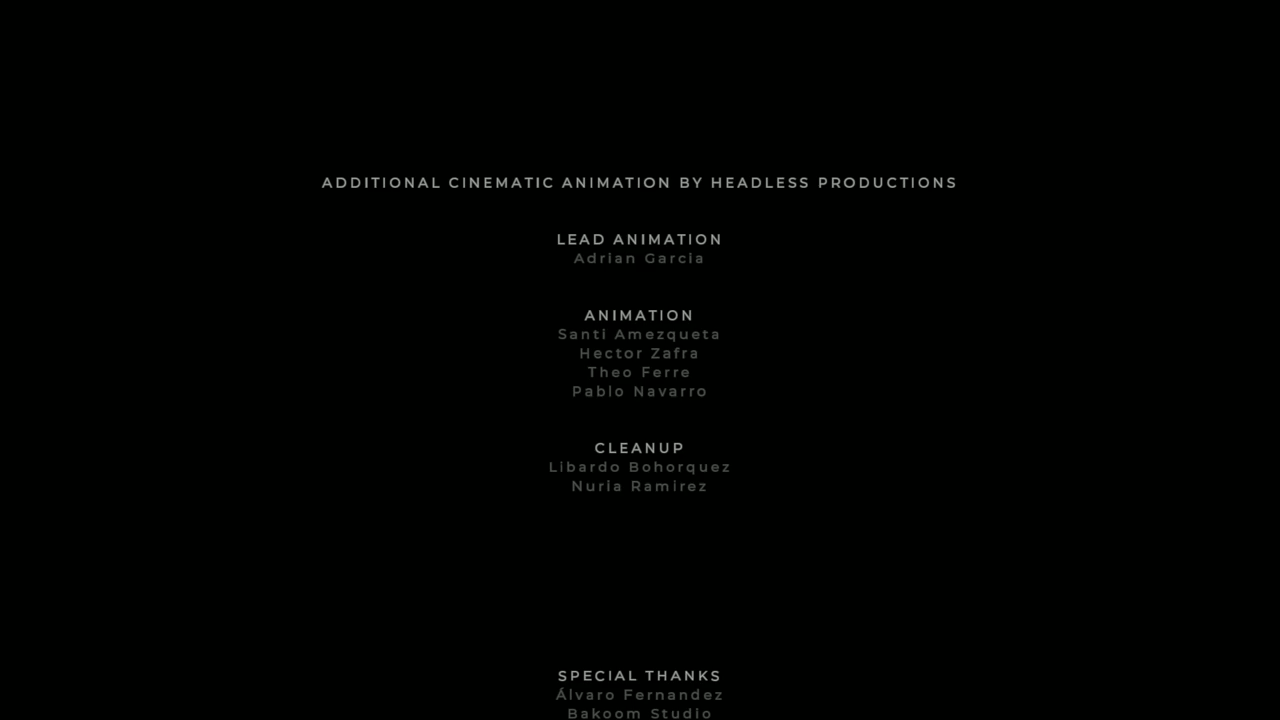 ADDITIONAL CINEMATIC ANIMATION BY HEADLESS PRODUCTIONS
LEAD ANIMATION
Adrian Garcia
ANIMATION
Santi Amezqueta
Hector Zafra
Theo Ferre
Pablo Navarro
CLEANUP
Libardo Bohorquez
Nuria Ramirez
SPECIAL THANKS
Álvaro Fernandez
Bakoom Studio